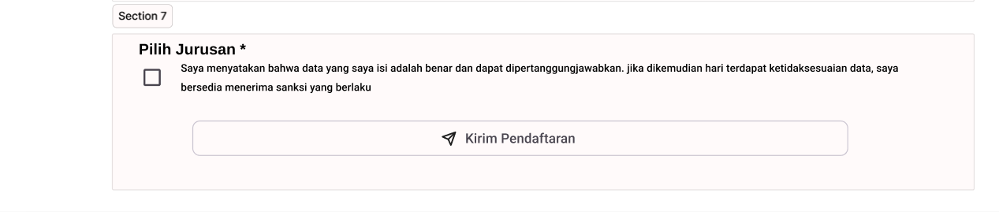 Section 7
Pilih Jurusan *
Saya menyatakan bahwa data yang saya isi adalah benar dan dapat dipertanggungjawabkan. jika dikemudian hari terdapat ketidaksesuaian data, saya
bersedia menerima sanksi yang berlaku
Kirim Pendaftaran